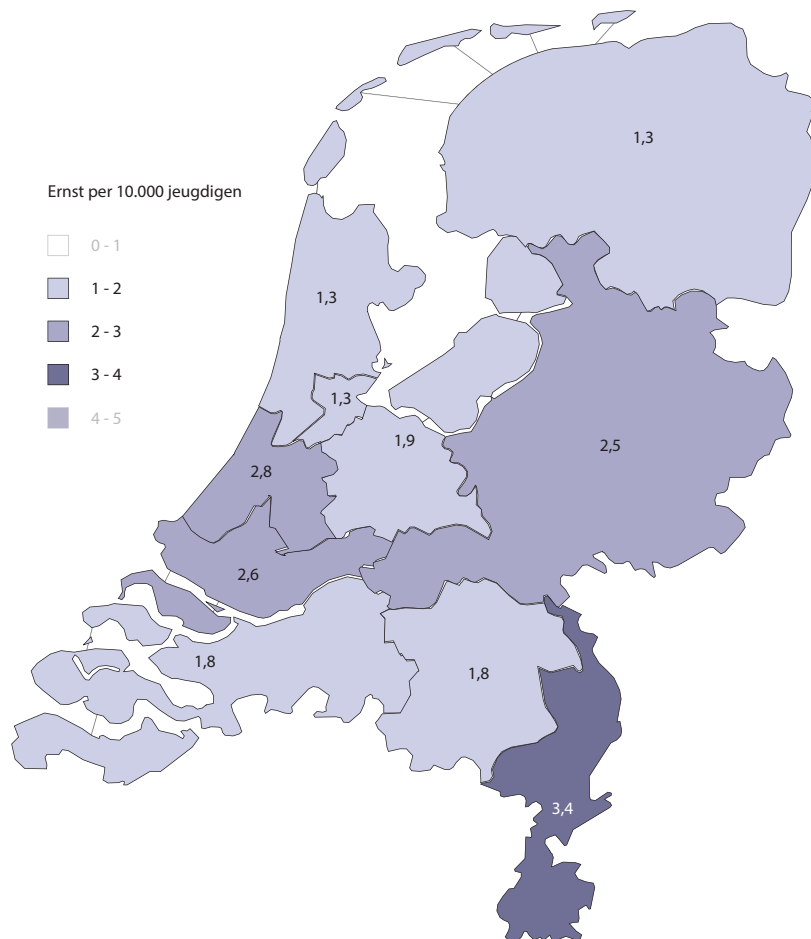 1,3
Ernst per 10.000 jeugdigen
0 - 1
1 - 2
2 - 3
3 - 4
4 - 5
1,3
1,3
1,9
2,5
2,8
2,6
1,8
1,8
3,4